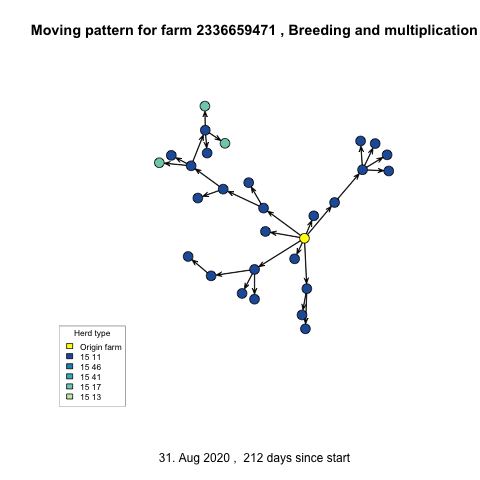 Moving pattern for farm 2336659471 , Breeding and multiplication
Herd type
Origin farm
15 11
15 46
15 41
15 17
15 13
31. Aug 2020 ,  212 days since start